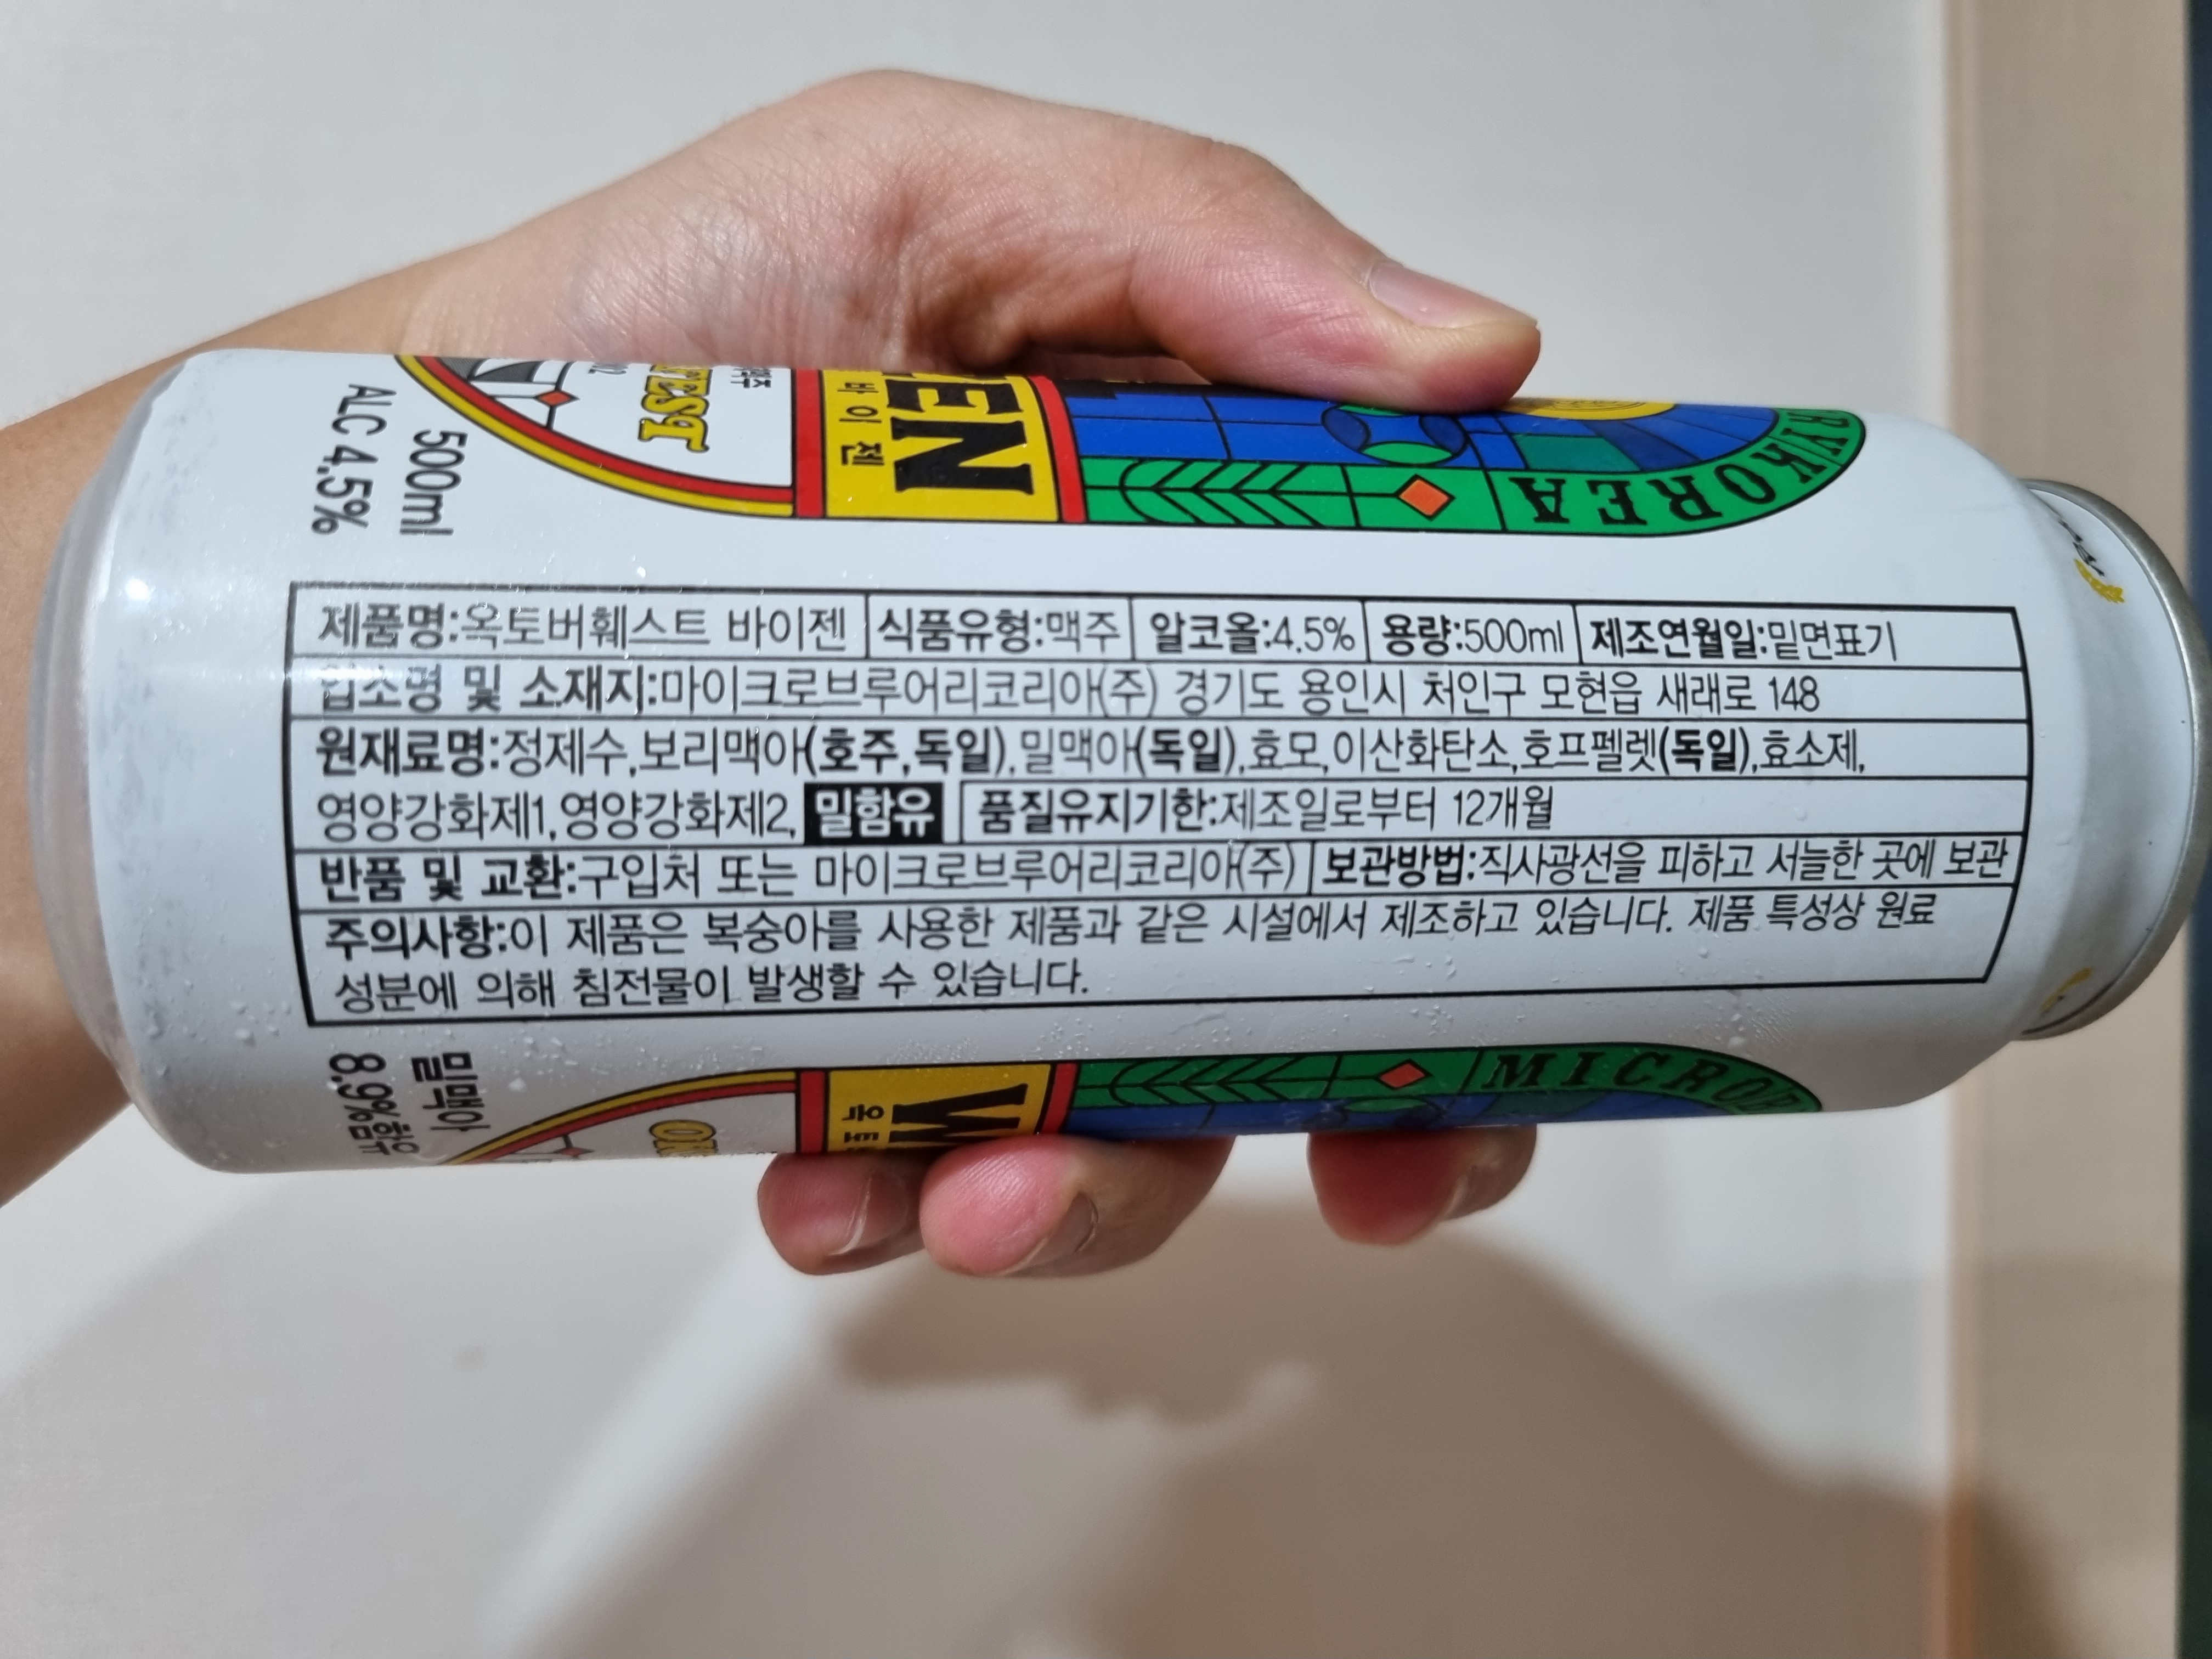 500ml
ALC 4.5%
바이젠
KOREA
제품명:옥토버훼스트 바이젠 식품유형:맥주 알코올:4.5% 용량:500ml 제조연월일:밑면표기
업소명 및 소재지:마이크로브루어리코리아(주) 경기도 용인시 처인구 모현읍 새래로 148
원재료명:정제수,보리맥아(호주,독일),밀맥아(독일),효모,이산화탄소,호프펠렛(독일),효소제,
영양강화제1,영양강화제2, 밀함유 품질유지기한:제조일로부터 12개월
반품 및 교환:구입처 또는 마이크로브루어리코리아(주) 보관방법:직사광선을 피하고 서늘한 곳에 보관
주의사항:이 제품은 복숭아를 사용한 제품과 같은 시설에서 제조하고 있습니다. 제품 특성상 원료
성분에 의해 침전물이 발생할 수 있습니다.
밀맥아
8.9%함유